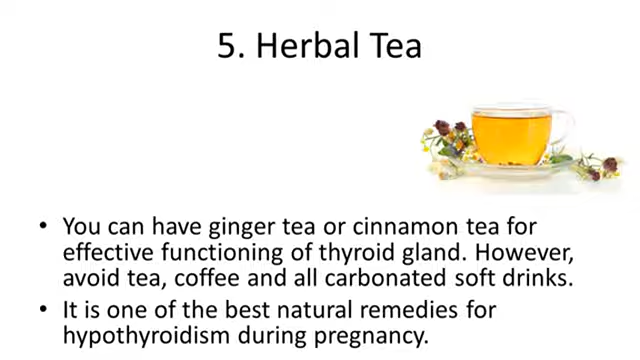 5. Herbal Tea
• You can have ginger tea or cinnamon tea for
effective functioning of thyroid gland. However,
avoid tea, coffee and all carbonated soft drinks.
• It is one of the best natural remedies for
hypothyroidism during pregnancy.